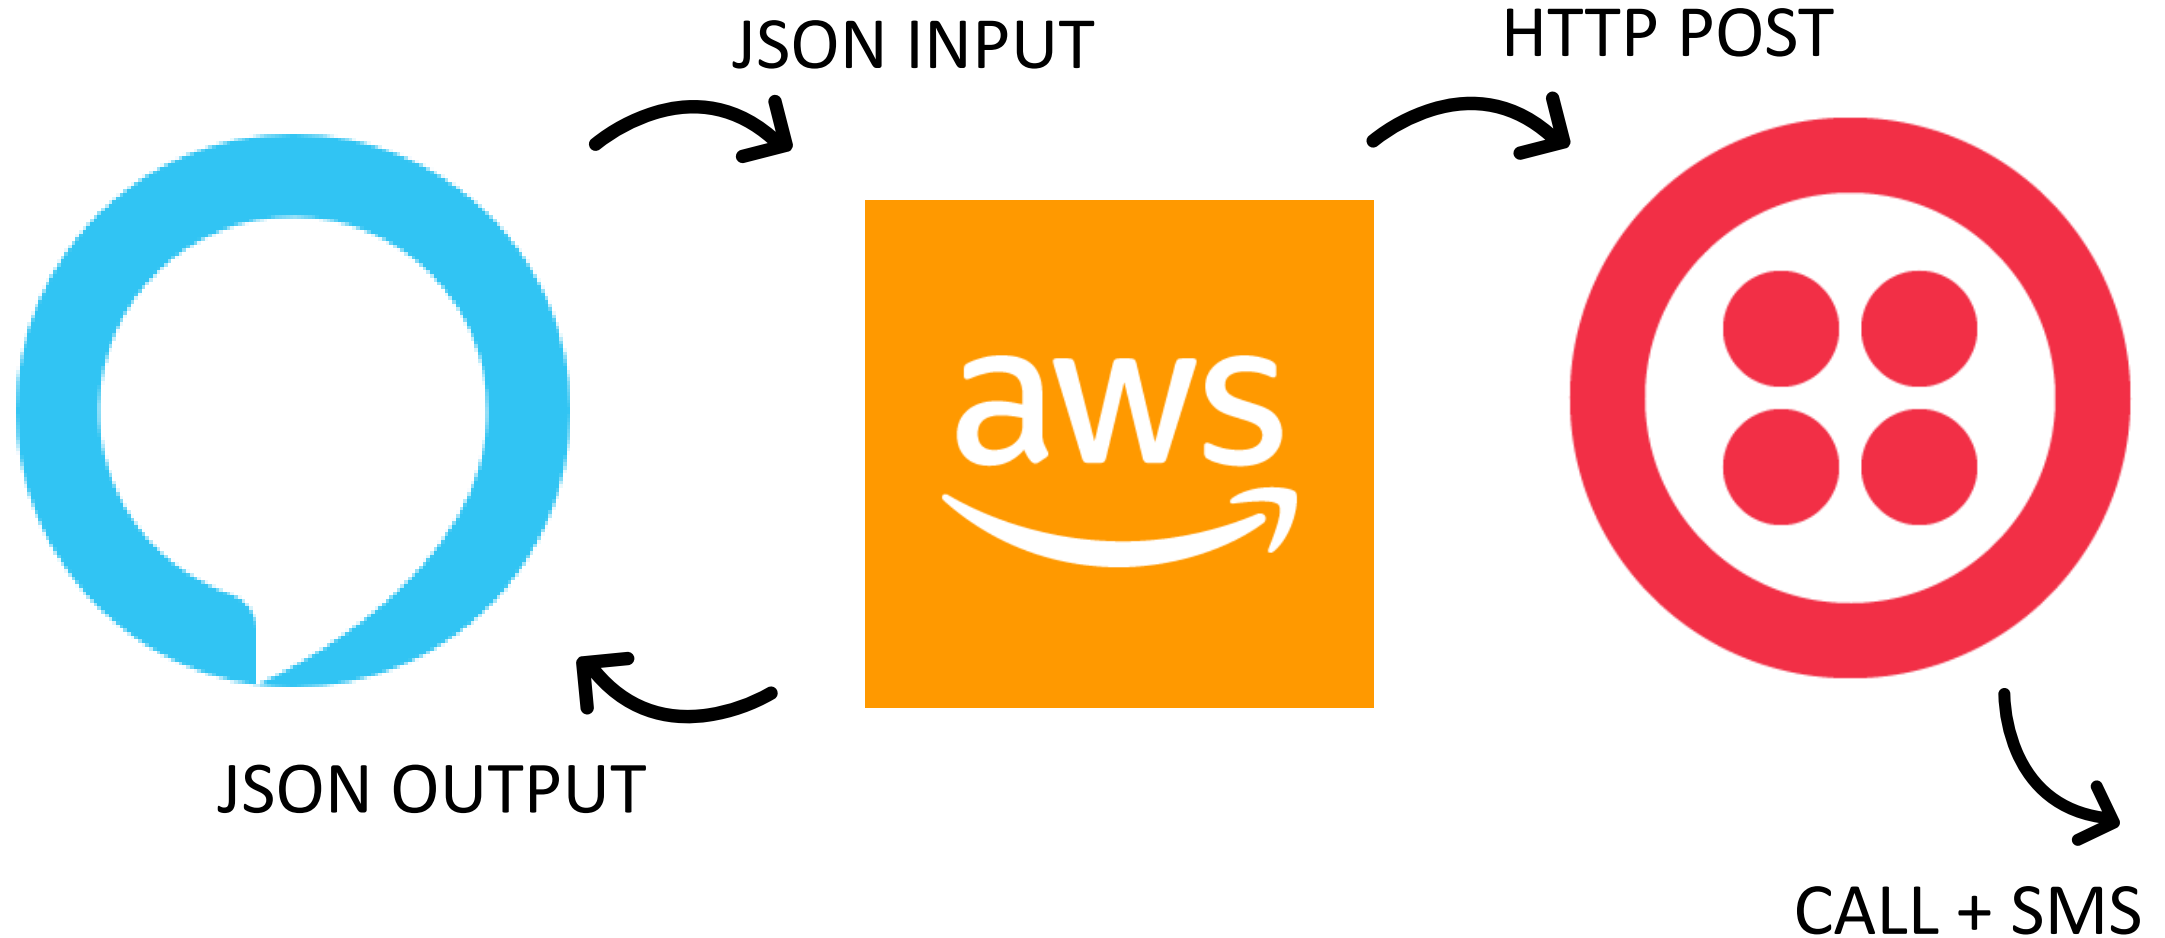 JSON INPUT
HTTP POST
aws
JSON OUTPUT
CALL + SMS